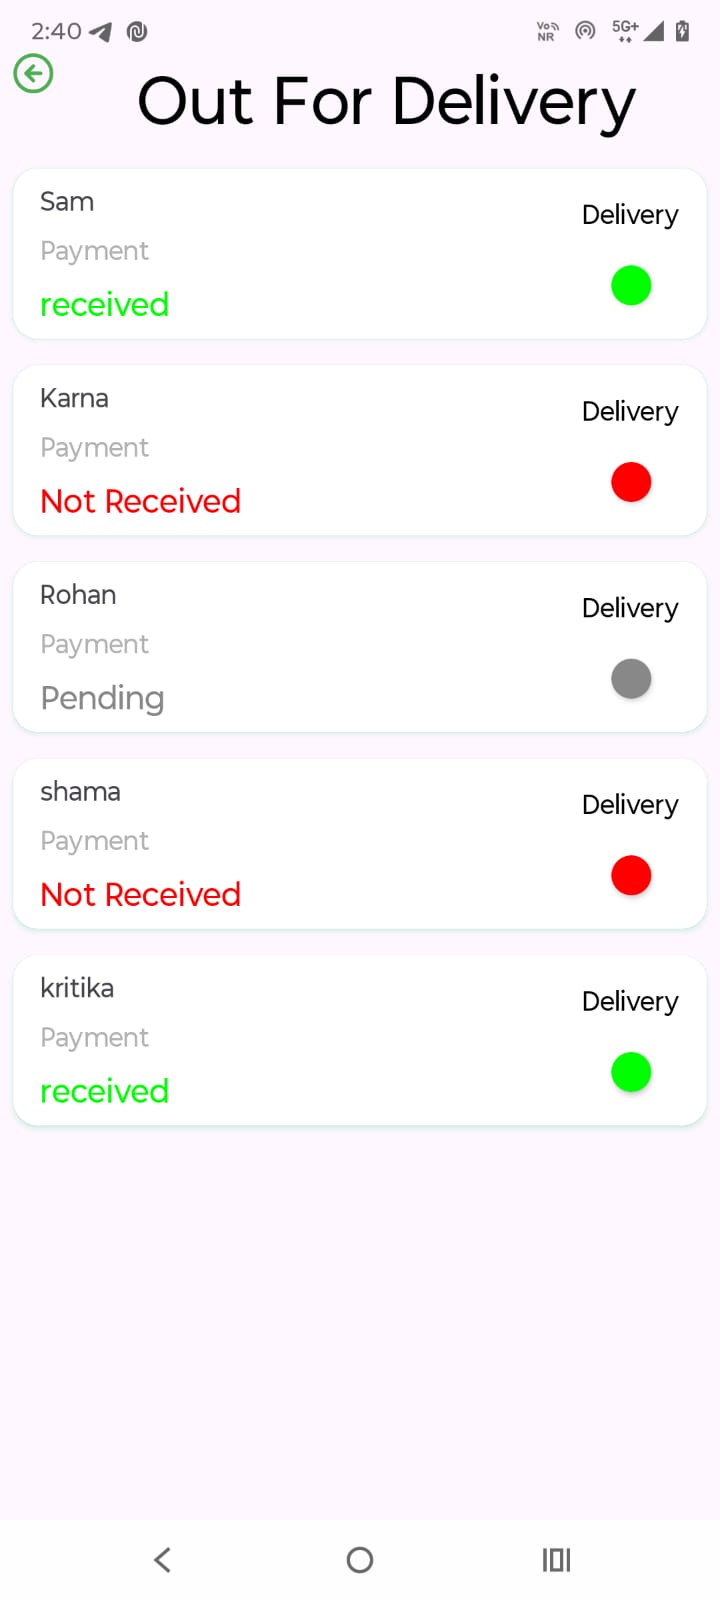 2:40
Vo NR
5G+
Out For Delivery
Sam
Delivery
Payment
received
Karna
Delivery
Payment
Not Received
Rohan
Delivery
Payment
Pending
shama
Delivery
Payment
Not Received
kritika
Delivery
Payment
received